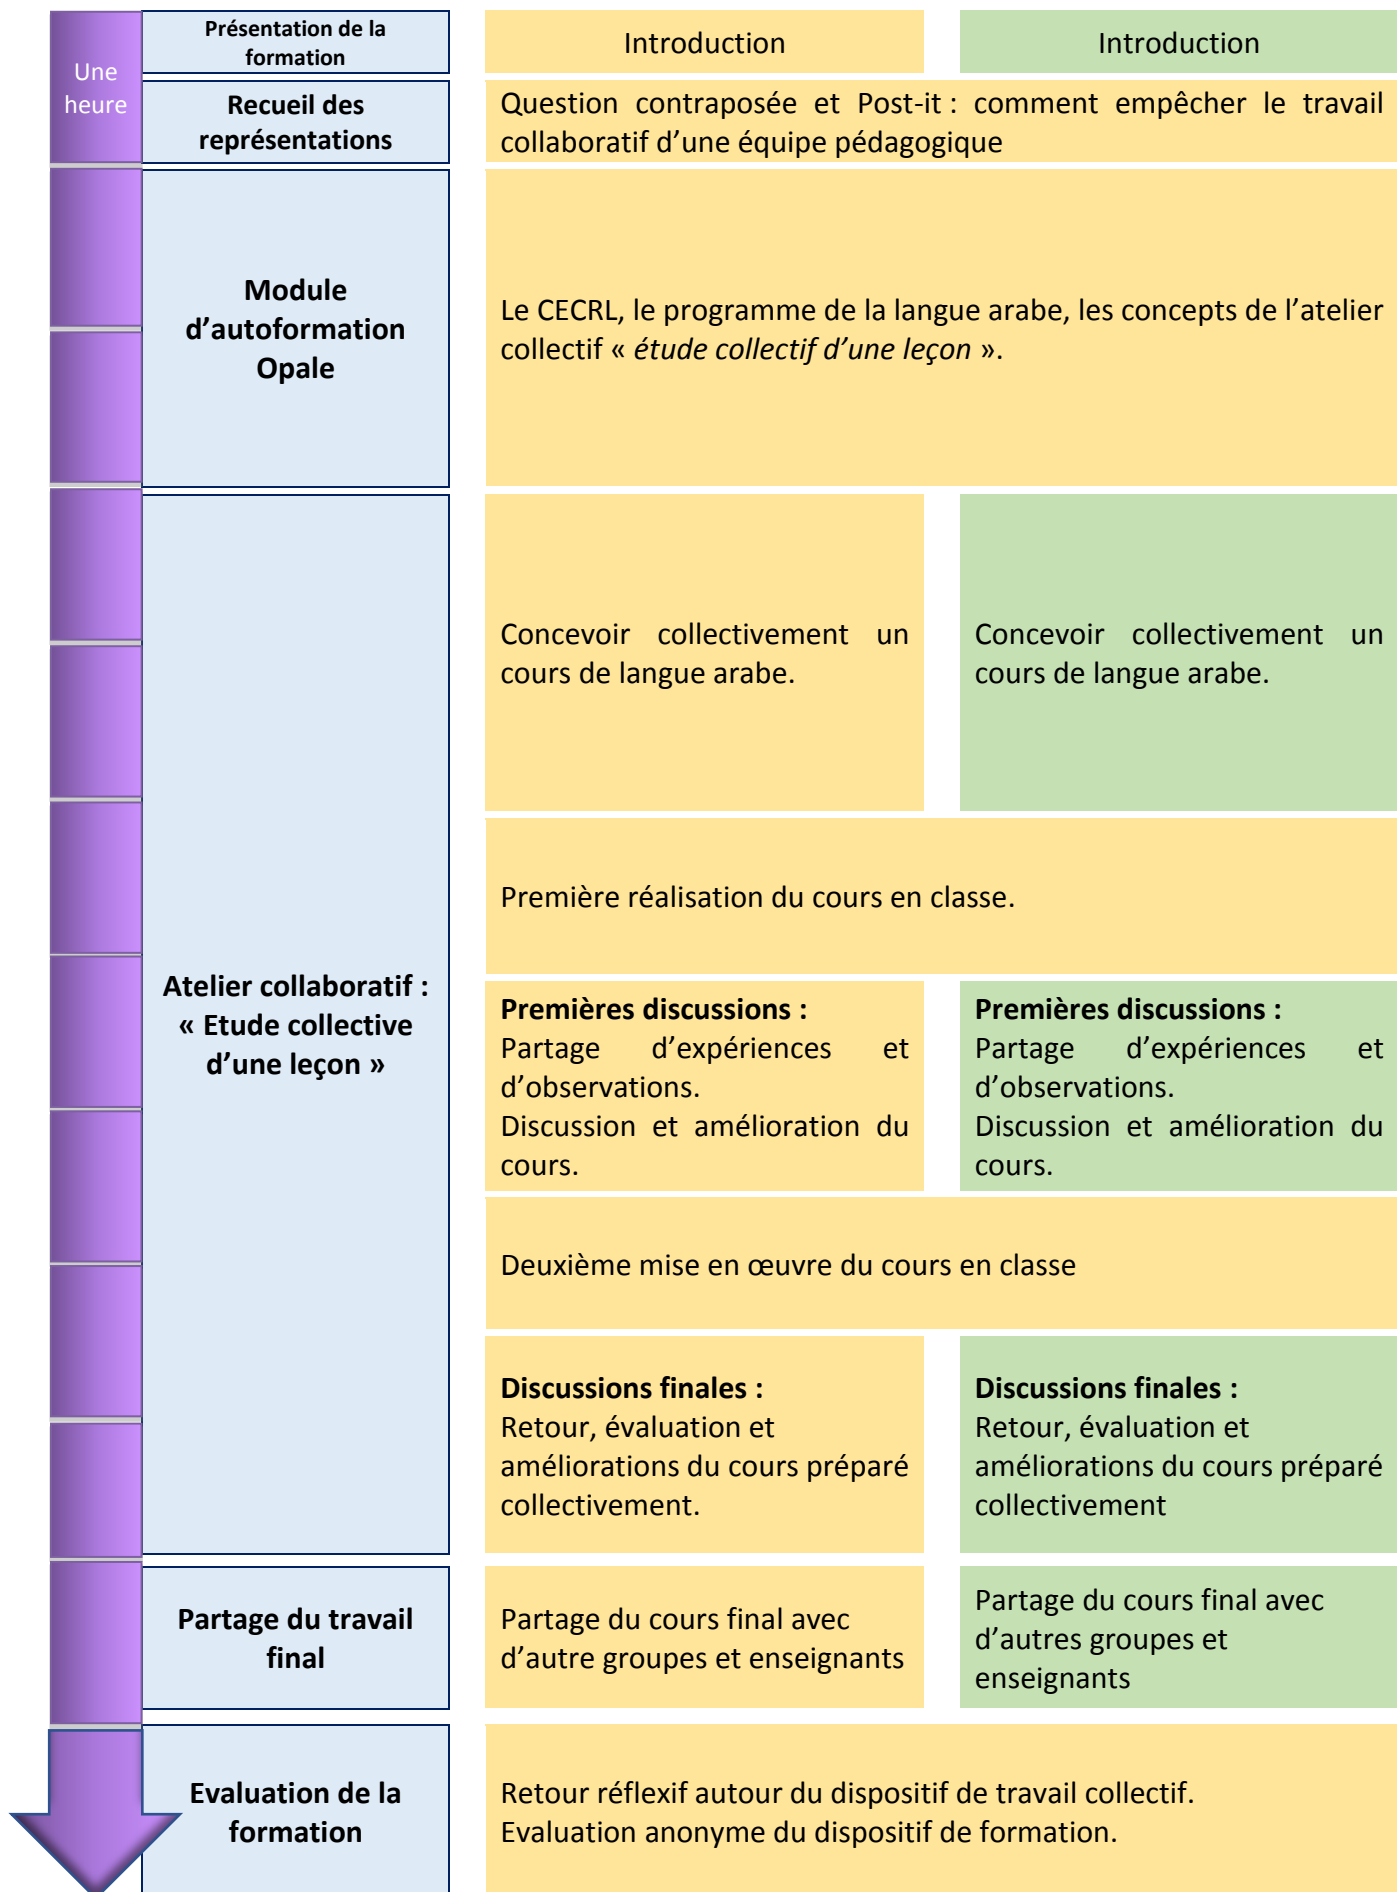 Une
heure
Présentation de la
formation
Introduction
Introduction
Recueil des
représentations
Question contraposée et Post-it : comment empêcher le travail
collaboratif d’une équipe pédagogique
Module
d’autoformation
Opale
Le CECRL, le programme de la langue arabe, les concepts de l’atelier
collectif « étude collectif d’une leçon ».
Atelier collaboratif :
« Etude collective
d’une leçon »
Concevoir collectivement un
cours de langue arabe.
Concevoir collectivement un
cours de langue arabe.
Première réalisation du cours en classe.
Premières discussions :
Partage d’expériences et
d’observations.
Discussion et amélioration du
cours.
Premières discussions :
Partage d’expériences et
d’observations.
Discussion et amélioration du
cours.
Deuxième mise en œuvre du cours en classe
Discussions finales :
Retour, évaluation et
améliorations du cours préparé
collectivement.
Discussions finales :
Retour, évaluation et
améliorations du cours préparé
collectivement
Partage du travail
final
Partage du cours final avec
d’autre groupes et enseignants
Partage du cours final avec
d’autres groupes et
enseignants
Evaluation de la
formation
Retour réflexif autour du dispositif de travail collectif.
Evaluation anonyme du dispositif de formation.